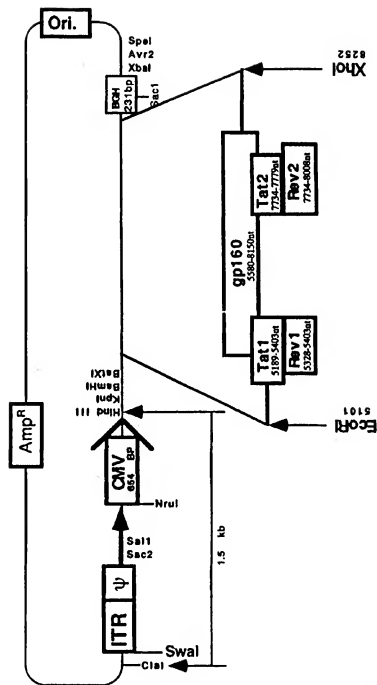 Amp^R
Ori.
ITR
ψ
Sal1
Sac2
CMV
654 BP
NruI
Hind III
KpnI
BamHI
BstXI
BGH
231bp
Sac1
SpeI
Avr2
XbaI
ClaI
SwaI
1.5 kb
EcoRI
5101
XhoI
8252
gp160
5580-8150nt
Tat1
5189-5403nt
Rev1
5328-5403nt
Tat2
7734-7779nt
Rev2
7734-8008nt